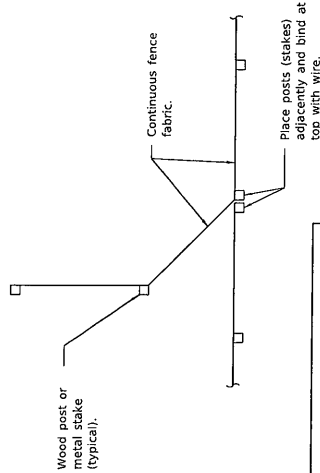 Wood post or
metal stake
(typical).
Continuous fence
fabric.
Place posts (stakes)
adjacently and bind at
top with wire.